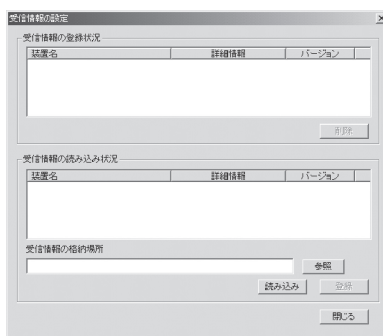 受信情報の設定
受信情報の登録状況
装置名 詳細情報 バージョン
削除
受信情報の読み込み状況
装置名 詳細情報 バージョン
受信情報の格納場所
参照
読み込み 登録
閉じる